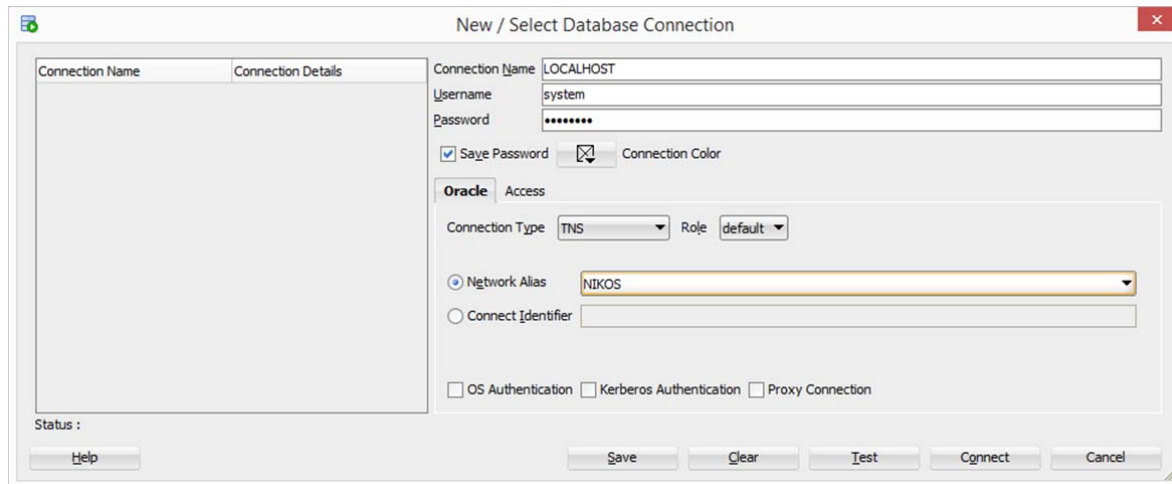 New / Select Database Connection
Connection Name Connection Details
Connection Name LOCALHOST
Username system
Password ••••••••
Save Password Connection Color
Oracle Access
Connection Type TNS Role default
Network Alias NIKOS
Connect Identifier
OS Authentication Kerberos Authentication Proxy Connection
Status :
Help Save Clear Test Connect Cancel